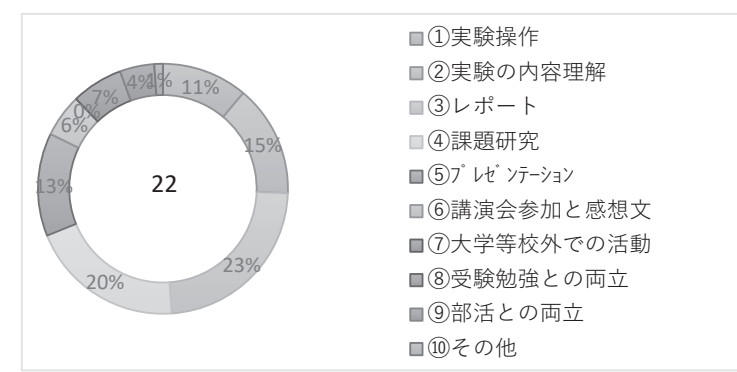 11%
15%
23%
20%
13%
6%
0%
7%
4%
1%
22
①実験操作
②実験の内容理解
③レポート
④課題研究
⑤ﾌﾟﾚｾﾞﾝﾃｰｼｮﾝ
⑥講演会参加と感想文
⑦大学等校外での活動
⑧受験勉強との両立
⑨部活との両立
⑩その他